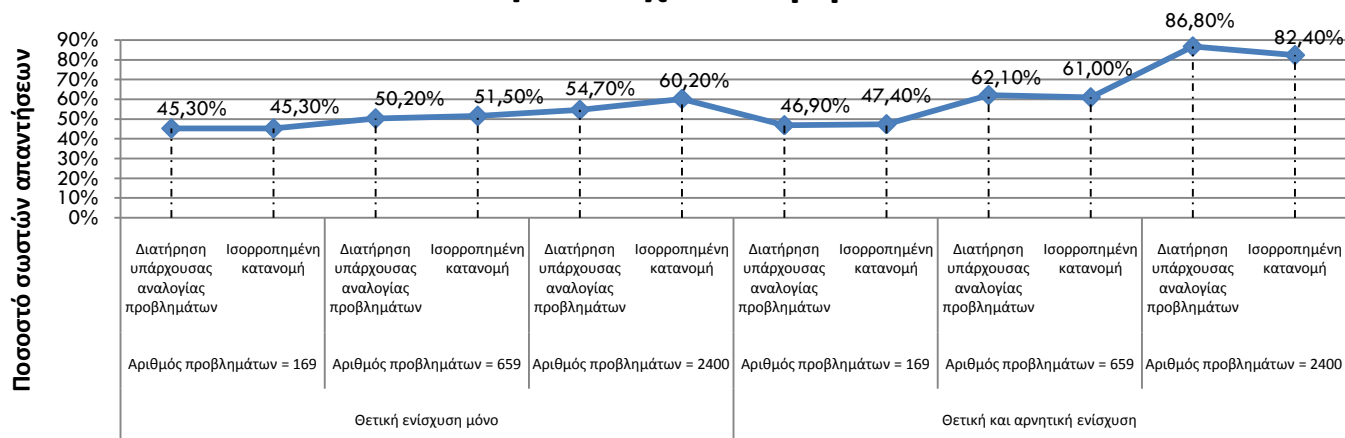 Ποσοστό σωστών απαντήσεων
90%
80%
70%
60%
50%
40%
30%
20%
10%
0%
45,30%
45,30%
50,20%
51,50%
54,70%
60,20%
46,90%
47,40%
62,10%
61,00%
86,80%
82,40%
Διατήρηση
υπάρχουσας
αναλογίας
προβλημάτων
Ισορροπημένη
κατανομή
Διατήρηση
υπάρχουσας
αναλογίας
προβλημάτων
Ισορροπημένη
κατανομή
Διατήρηση
υπάρχουσας
αναλογίας
προβλημάτων
Ισορροπημένη
κατανομή
Διατήρηση
υπάρχουσας
αναλογίας
προβλημάτων
Ισορροπημένη
κατανομή
Διατήρηση
υπάρχουσας
αναλογίας
προβλημάτων
Ισορροπημένη
κατανομή
Διατήρηση
υπάρχουσας
αναλογίας
προβλημάτων
Ισορροπημένη
κατανομή
Αριθμός προβλημάτων = 169
Αριθμός προβλημάτων = 659
Αριθμός προβλημάτων = 2400
Αριθμός προβλημάτων = 169
Αριθμός προβλημάτων = 659
Αριθμός προβλημάτων = 2400
Θετική ενίσχυση μόνο
Θετική και αρνητική ενίσχυση